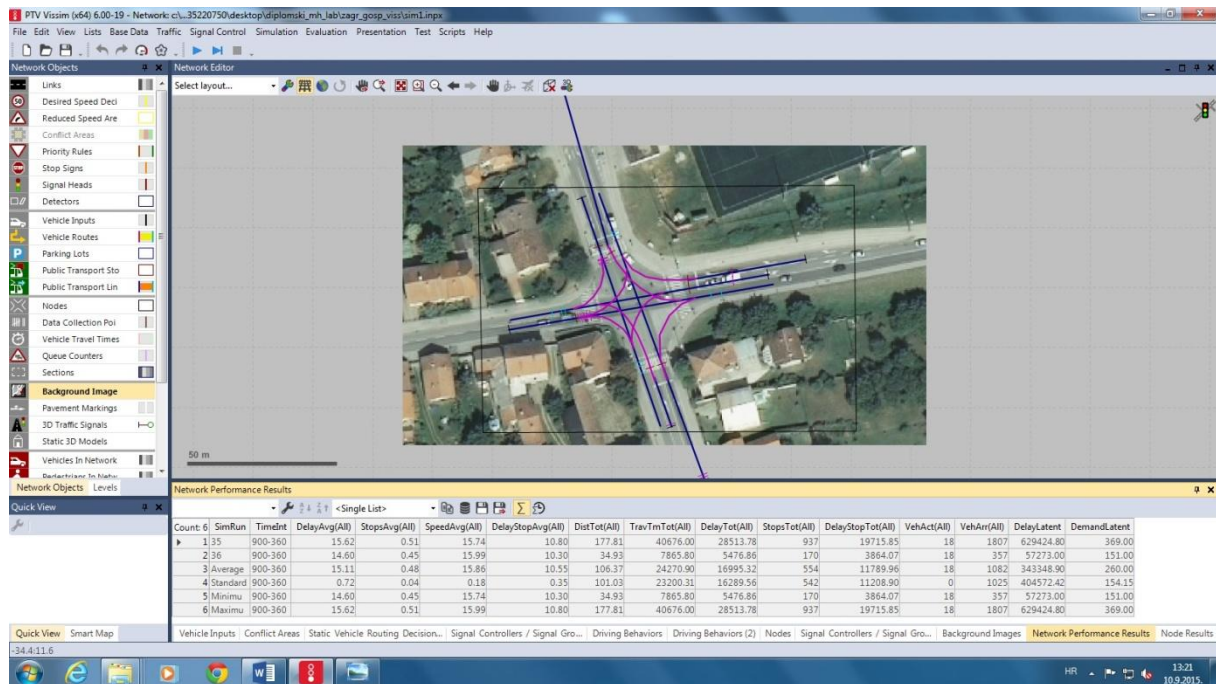 PTV Vissim (x64) 6.00-19 - Network: c:\...35220750\desktop\diplomski_mh_lab\zagr_gosp_viss\sim1.inpx
File Edit View Lists Base Data Traffic Signal Control Simulation Evaluation Presentation Test Scripts Help
Network Objects
Network Editor
Select layout...
Links
Desired Speed Deci
Reduced Speed Are
Conflict Areas
Priority Rules
Stop Signs
Signal Heads
Detectors
Vehicle Inputs
Vehicle Routes
Parking Lots
Public Transport Sto
Public Transport Lin
Nodes
Data Collection Poi
Vehicle Travel Times
Queue Counters
Sections
Background Image
Pavement Markings
3D Traffic Signals
Static 3D Models
Vehicles In Network
Pedestrians In Netw
Network Objects Levels
50 m
Quick View
Network Performance Results
<Single List>
Count: 6 SimRun TimeInt DelayAvg(All) StopsAvg(All) SpeedAvg(All) DelayStopAvg(All) DistTot(All) TravTmTot(All) DelayTot(All) StopsTot(All) DelayStopTot(All) VehAct(All) VehArr(All) DelayLatent DemandLatent
1 35 900-360 15.62 0.51 15.74 10.80 177.81 40676.00 28513.78 937 19715.85 18 1807 629424.80 369.00
2 36 900-360 14.60 0.45 15.99 10.30 34.93 7865.80 5476.86 170 3864.07 18 357 57273.00 151.00
3 Average 900-360 15.11 0.48 15.86 10.55 106.37 24270.90 16995.32 554 11789.96 18 1082 343348.90 260.00
4 Standard 900-360 0.72 0.04 0.18 0.35 101.03 23200.31 16289.56 542 11208.90 0 1025 404572.42 154.15
5 Minimu 900-360 14.60 0.45 15.74 10.30 34.93 7865.80 5476.86 170 3864.07 18 357 57273.00 151.00
6 Maximu 900-360 15.62 0.51 15.99 10.80 177.81 40676.00 28513.78 937 19715.85 18 1807 629424.80 369.00
Quick View Smart Map
Vehicle Inputs Conflict Areas Static Vehicle Routing Decision... Signal Controllers / Signal Gro... Driving Behaviors Driving Behaviors (2) Nodes Signal Controllers / Signal Gro... Background Images Network Performance Results Node Results
-34.4:11.6
HR 13:21
10.9.2015.